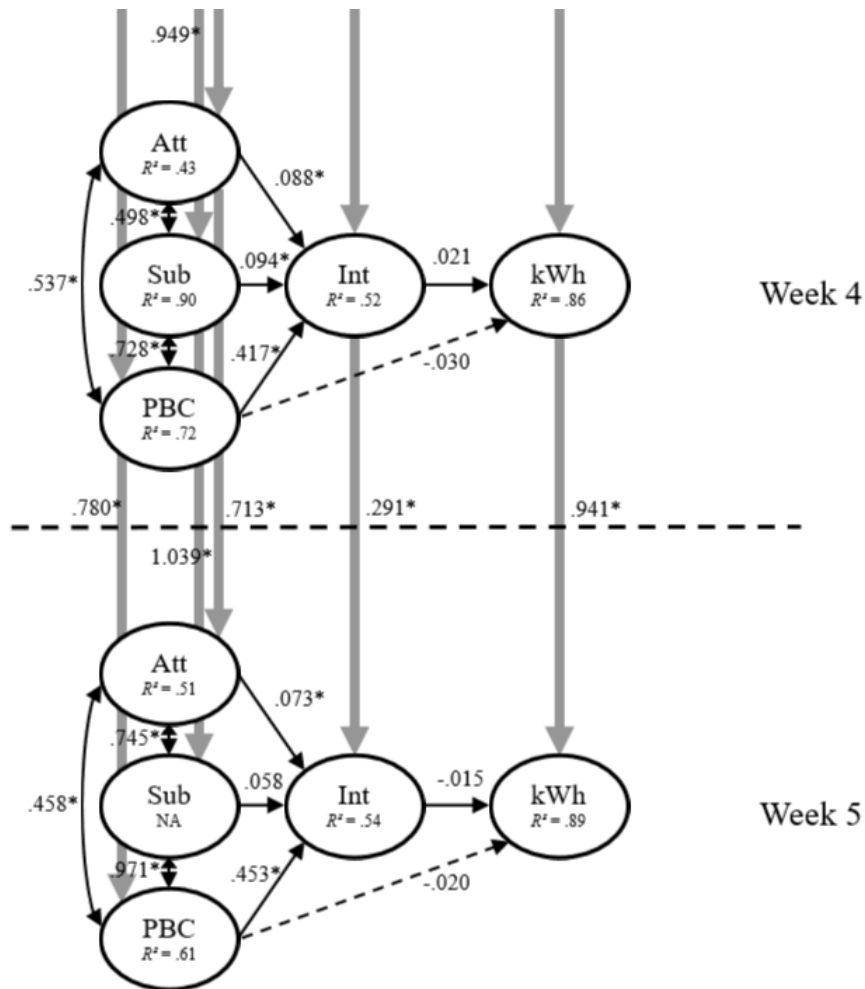 .949*
Att
R² = .43
.088*
.498*
Sub
R² = .90
.094*
Int
R² = .52
.021
kWh
R² = .86
Week 4
.537*
.728*
.417*
-.030
PBC
R² = .72
.780*
.713*
.291*
.941*
1.039*
Att
R² = .51
.073*
.745*
Sub
NA
.058
Int
R² = .54
-.015
kWh
R² = .89
Week 5
.458*
.971*
.453*
-.020
PBC
R² = .61